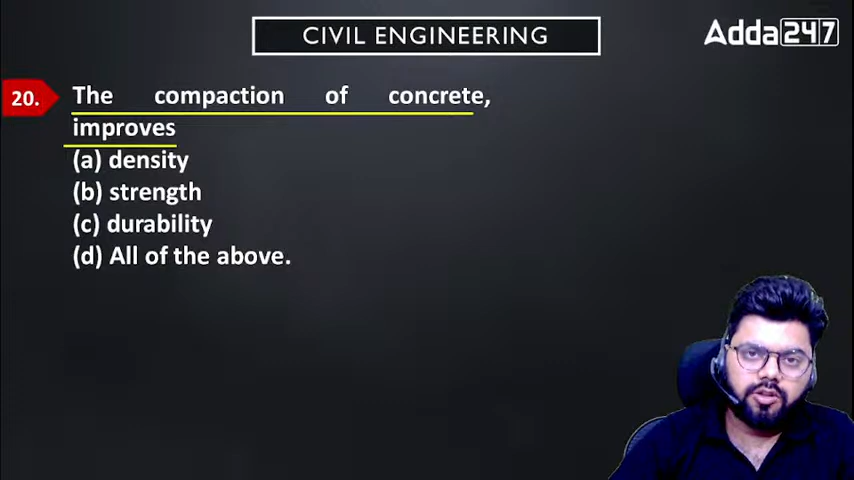 CIVIL ENGINEERING
Adda247
20. The compaction of concrete,
improves
(a) density
(b) strength
(c) durability
(d) All of the above.